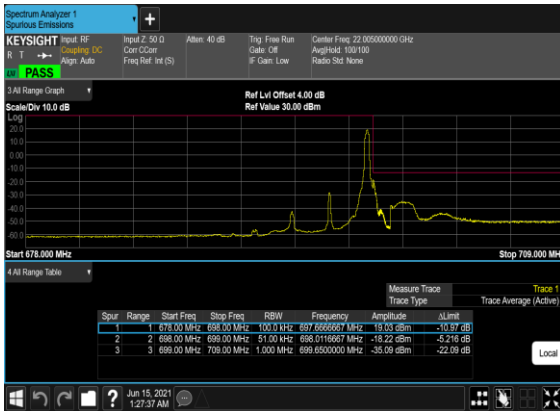 Spectrum Analyzer 1
Spurious Emissions
KEYSIGHT Input: RF Input Z: 50 Ω Atten: 40 dB Trig: Free Run Center Freq: 22.005000000 GHz
R T Coupling: DC Corr CCorr Gate: Off Avg|Hold: 100/100
Align: Auto Freq Ref: Int (S) IF Gain: Low Radio Std: None
LXI PASS
3 All Range Graph
Ref Lvl Offset 4.00 dB
Scale/Div 10.0 dB Ref Value 30.00 dBm
Log
20.0
10.0
0.00
-10.0
-20.0
-30.0
-40.0
-50.0
-60.0
Start 678.000 MHz Stop 709.000 MH
4 All Range Table
Measure Trace Trace 1
Trace Type Trace Average (Active)
Spur Range Start Freq Stop Freq RBW Frequency Amplitude ΔLimit
1 1 678.00 MHz 698.00 MHz 100.0 kHz 697.6666667 MHz 19.03 dBm -10.97 dB
2 2 698.00 MHz 699.00 MHz 51.00 kHz 698.0116667 MHz -18.22 dBm -5.216 dB
3 3 699.00 MHz 709.00 MHz 1.000 MHz 699.6500000 MHz -35.09 dBm -22.09 dB
Local
? Jun 15, 2021
1:27:37 AM